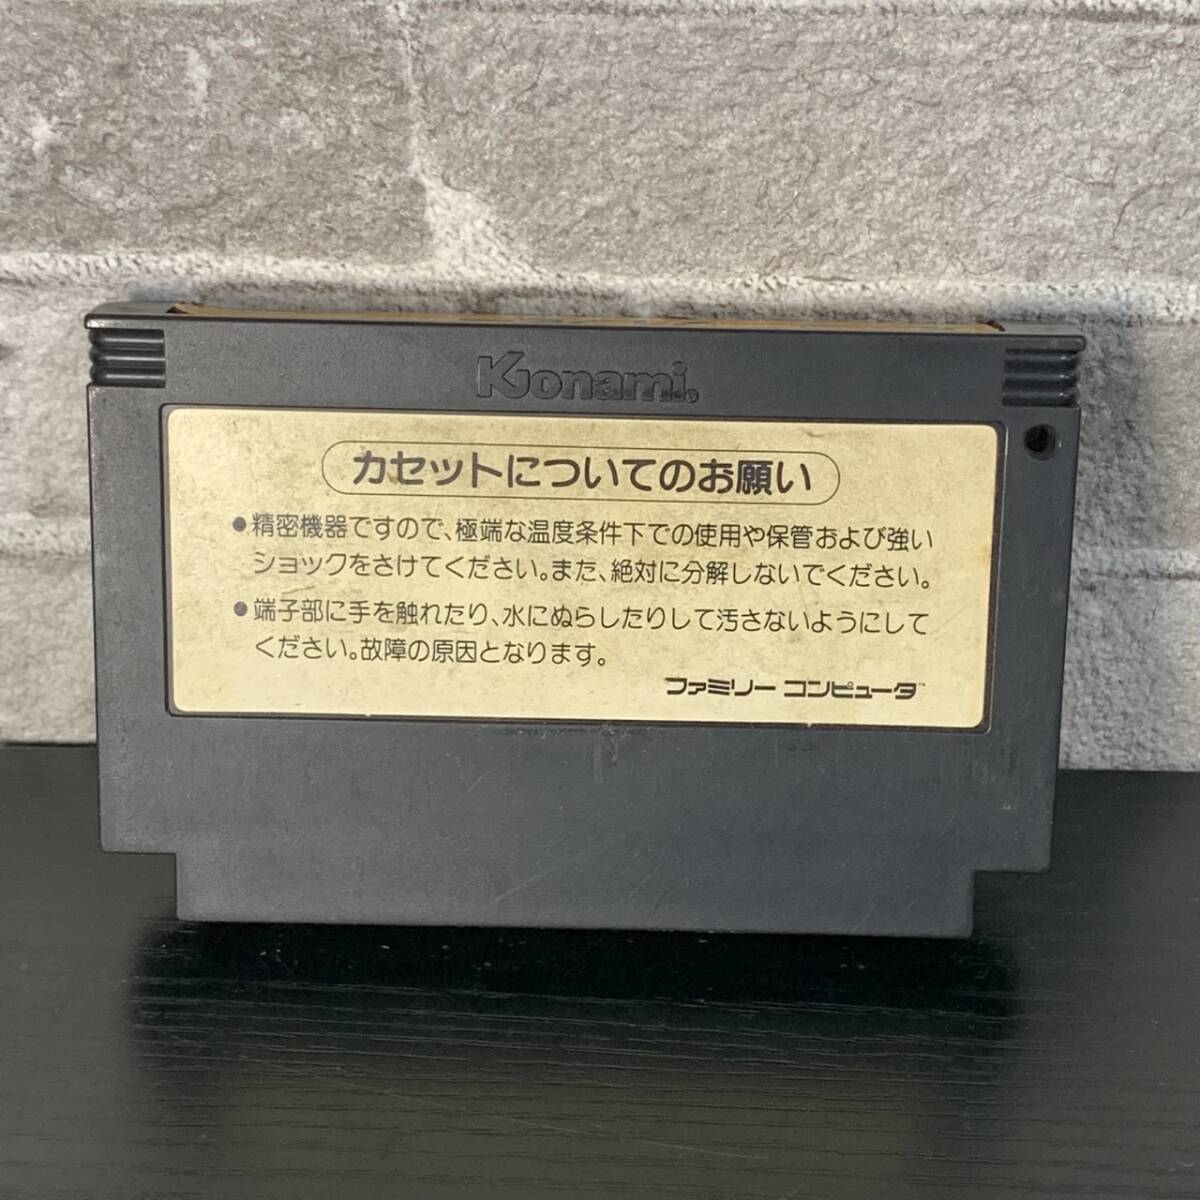 Konami®
カセットについてのお願い
●精密機器ですので、極端な温度条件下での使用や保管および強い
ショックをさけてください。また、絶対に分解しないでください。
●端子部に手を触れたり、水にぬらしたりして汚さないようにして
ください。故障の原因となります。
ファミリー コンピュータ™